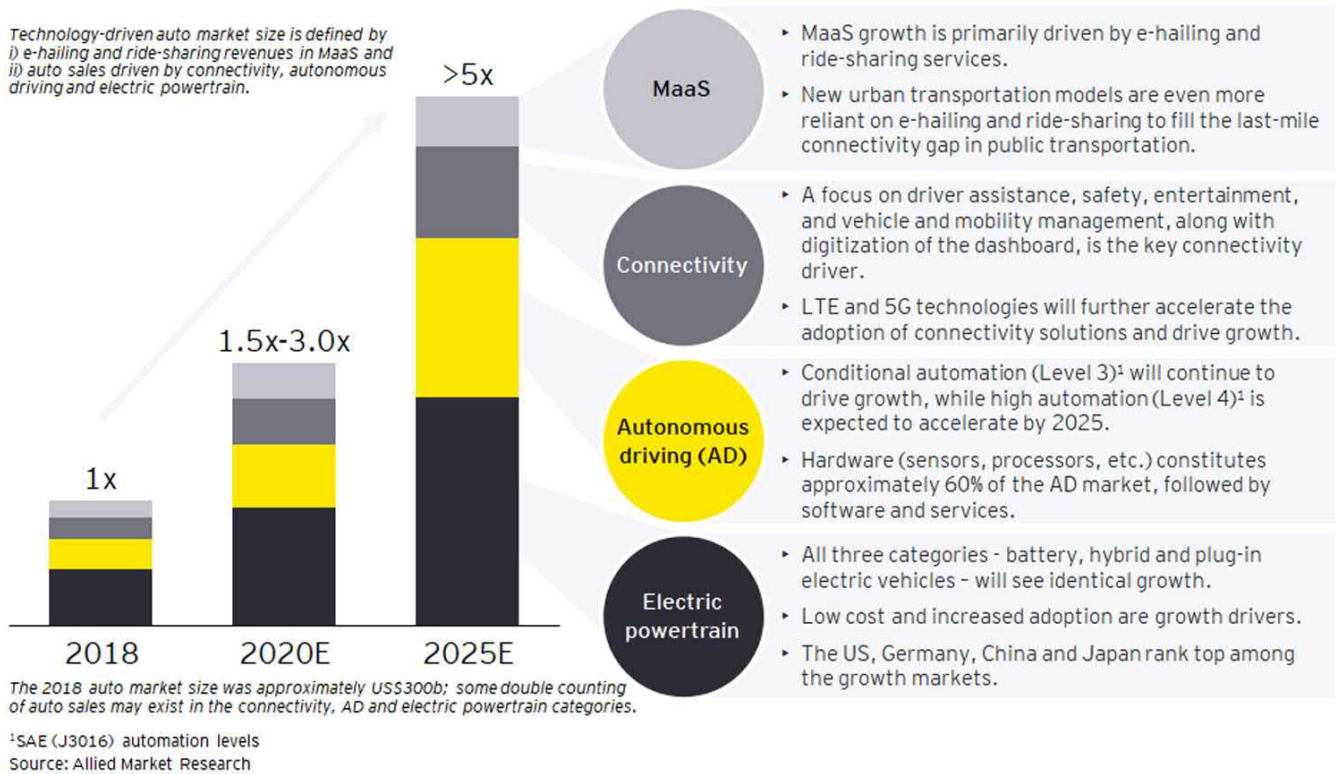 Technology-driven auto market size is defined by
i) e-hailing and ride-sharing revenues in MaaS and
ii) auto sales driven by connectivity, autonomous
driving and electric powertrain.
>5x
1.5x-3.0x
1x
2018
2020E
2025E
The 2018 auto market size was approximately US$300b; some double counting
of auto sales may exist in the connectivity, AD and electric powertrain categories.
¹SAE (J3016) automation levels
Source: Allied Market Research
MaaS
‣ MaaS growth is primarily driven by e-hailing and
ride-sharing services.
‣ New urban transportation models are even more
reliant on e-hailing and ride-sharing to fill the last-mile
connectivity gap in public transportation.
Connectivity
‣ A focus on driver assistance, safety, entertainment,
and vehicle and mobility management, along with
digitization of the dashboard, is the key connectivity
driver.
‣ LTE and 5G technologies will further accelerate the
adoption of connectivity solutions and drive growth.
Autonomous
driving (AD)
‣ Conditional automation (Level 3)¹ will continue to
drive growth, while high automation (Level 4)¹ is
expected to accelerate by 2025.
‣ Hardware (sensors, processors, etc.) constitutes
approximately 60% of the AD market, followed by
software and services.
Electric
powertrain
‣ All three categories - battery, hybrid and plug-in
electric vehicles – will see identical growth.
‣ Low cost and increased adoption are growth drivers.
‣ The US, Germany, China and Japan rank top among
the growth markets.